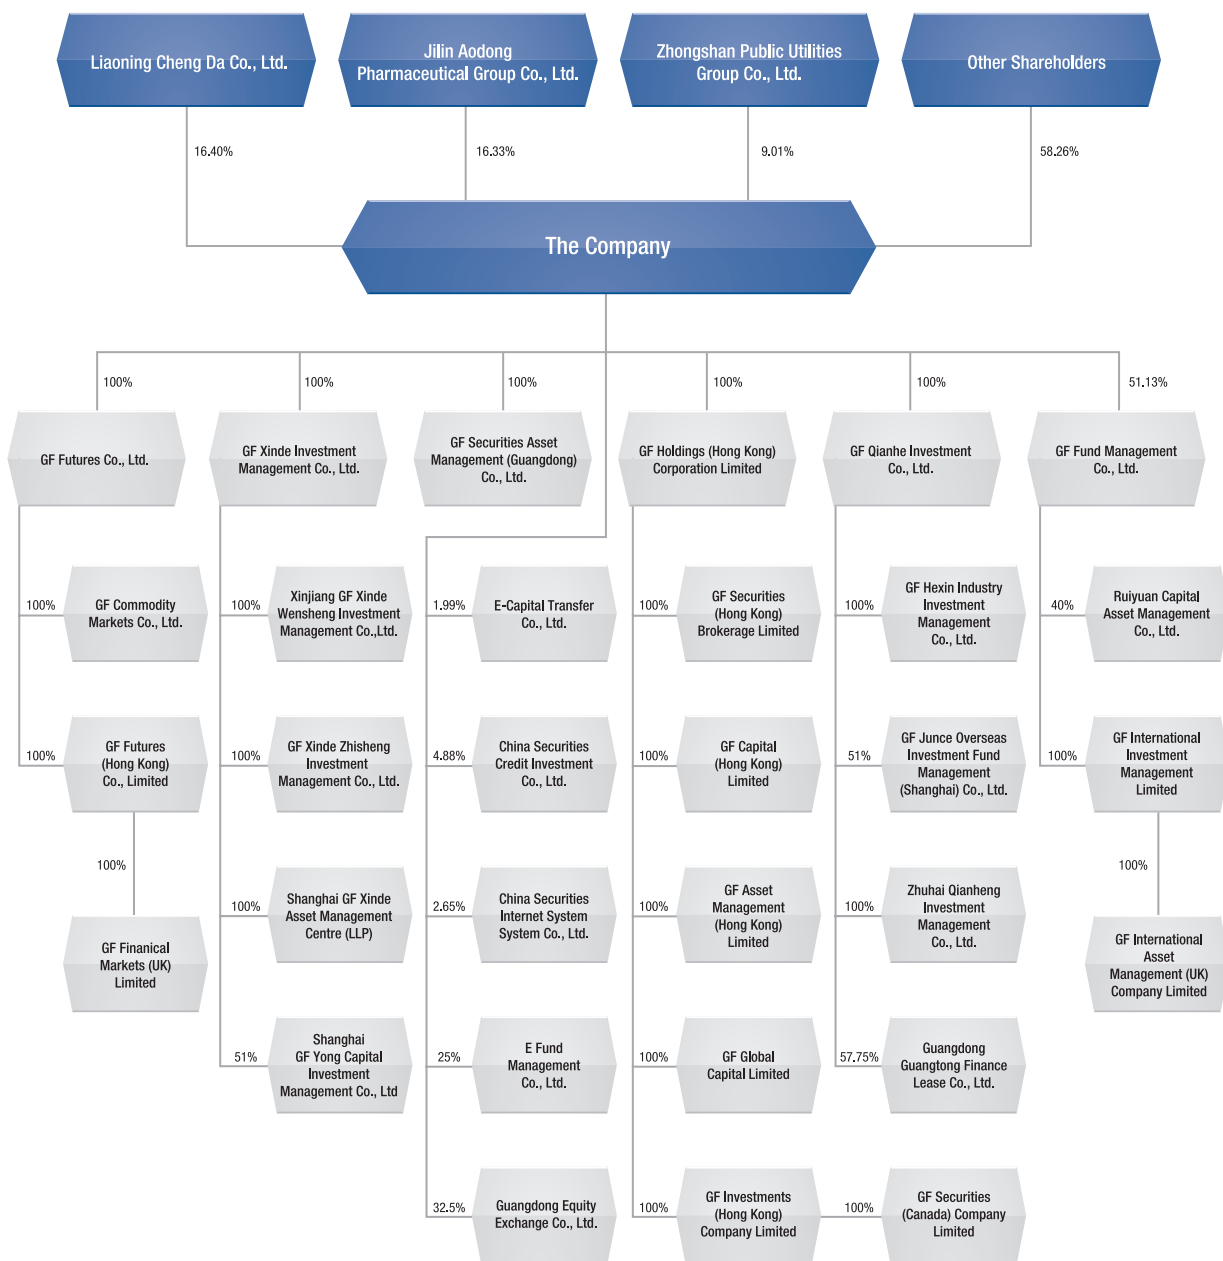 Liaoning Cheng Da Co., Ltd.
Jilin Aodong
Pharmaceutical Group Co., Ltd.
Zhongshan Public Utilities
Group Co., Ltd.
Other Shareholders
16.40%
16.33%
9.01%
58.26%
The Company
100%
100%
100%
100%
100%
51.13%
GF Futures Co., Ltd.
GF Xinde Investment
Management Co., Ltd.
GF Securities Asset
Management (Guangdong)
Co., Ltd.
GF Holdings (Hong Kong)
Corporation Limited
GF Qianhe Investment
Co., Ltd.
GF Fund Management
Co., Ltd.
100%
GF Commodity
Markets Co., Ltd.
100%
Xinjiang GF Xinde
Wensheng Investment
Management Co.,Ltd.
1.99%
E-Capital Transfer
Co., Ltd.
100%
GF Securities
(Hong Kong)
Brokerage Limited
100%
GF Hexin Industry
Investment
Management
Co., Ltd.
40%
Ruiyuan Capital
Asset Management
Co., Ltd.
100%
GF Futures
(Hong Kong)
Co., Limited
100%
GF Xinde Zhisheng
Investment
Management Co., Ltd.
4.88%
China Securities
Credit Investment
Co., Ltd.
100%
GF Capital
(Hong Kong)
Limited
51%
GF Junce Overseas
Investment Fund
Management
(Shanghai) Co., Ltd.
100%
GF International
Investment
Management
Limited
100%
100%
GF Finanical
Markets (UK)
Limited
100%
Shanghai GF Xinde
Asset Management
Centre (LLP)
2.65%
China Securities
Internet System
System Co., Ltd.
100%
GF Asset
Management
(Hong Kong)
Limited
100%
Zhuhai Qianheng
Investment
Management
Co., Ltd.
GF International
Asset
Management (UK)
Company Limited
51%
Shanghai
GF Yong Capital
Investment
Management Co., Ltd
25%
E Fund
Management
Co., Ltd.
100%
GF Global
Capital Limited
57.75%
Guangdong
Guangtong Finance
Lease Co., Ltd.
32.5%
Guangdong Equity
Exchange Co., Ltd.
100%
GF Investments
(Hong Kong)
Company Limited
100%
GF Securities
(Canada) Company
Limited